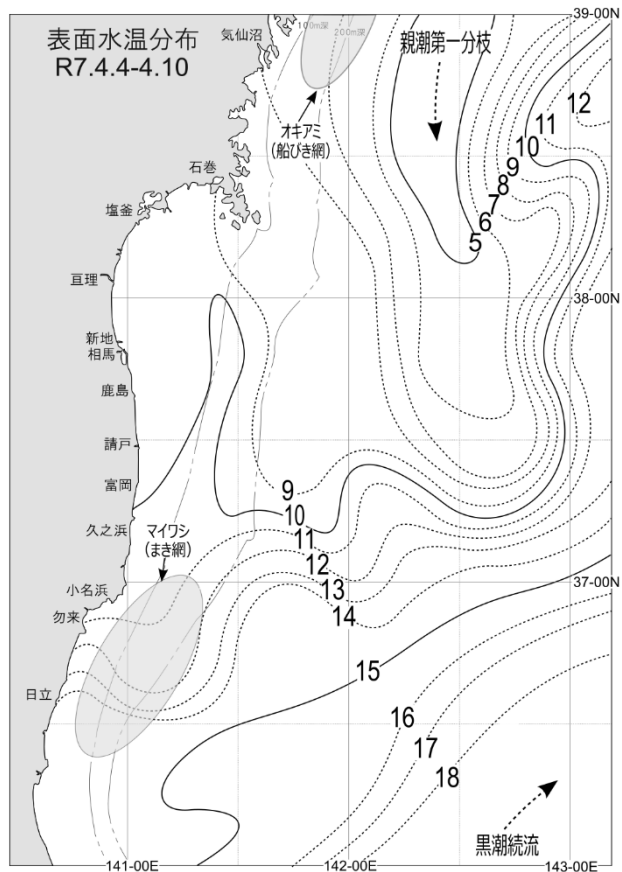 表面水温分布
R7.4.4-4.10
気仙沼
100m深
200m深
親潮第一分枝
39-00N
12
11
10
9
8
7
6
5
オキアミ
(船びき網)
石巻
塩釜
亘理
38-00N
新地
相馬
鹿島
請戸
富岡
久之浜
マイワシ
(まき網)
9
10
11
12
13
14
小名浜
勿来
37-00N
日立
15
16
17
18
黒潮続流
141-00E
142-00E
143-00E